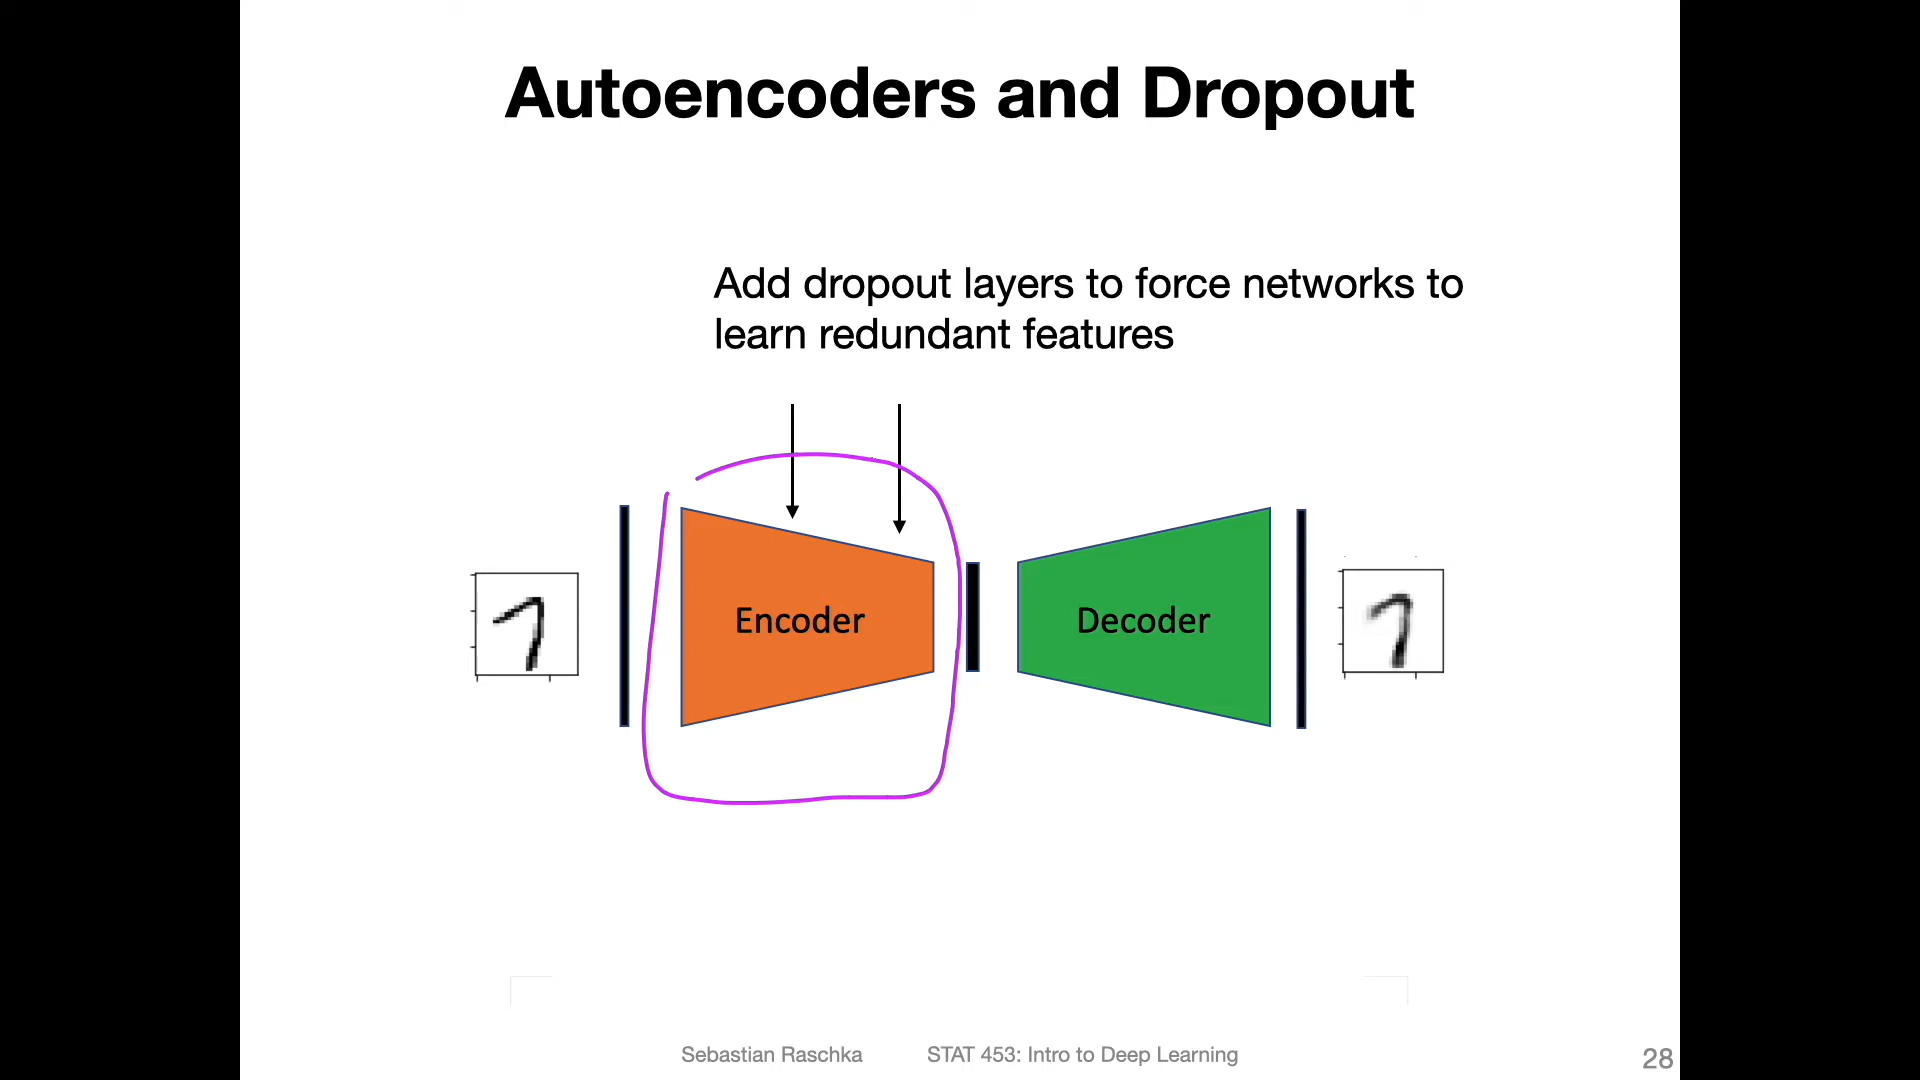 Autoencoders and Dropout
Add dropout layers to force networks to
learn redundant features
Encoder
Decoder
Sebastian Raschka
STAT 453: Intro to Deep Learning
28